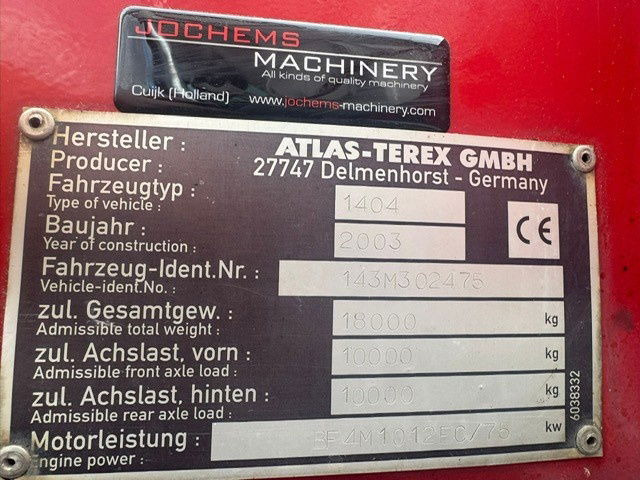 JOCHEMS
MACHINERY
All kinds of quality machinery
Cuijk (Holland) www.jochems-machinery.com
Hersteller : ATLAS-TEREX GMBH
Producer : 27747 Delmenhorst - Germany
Fahrzeugtyp : 1404
Type of vehicle :
CE
Baujahr : 2003
Year of construction :
Fahrzeug-Ident.Nr. : 143M302475
Vehicle-ident.No. :
zul. Gesamtgew. : 18000 kg
Admissible total weight :
zul. Achslast, vorn : 10000 kg
Admissible front axle load :
zul. Achslast, hinten : 10000 kg
Admissible rear axle load :
Motorleistung : BF4M1012EC/75 kw
Engine power :
6038332